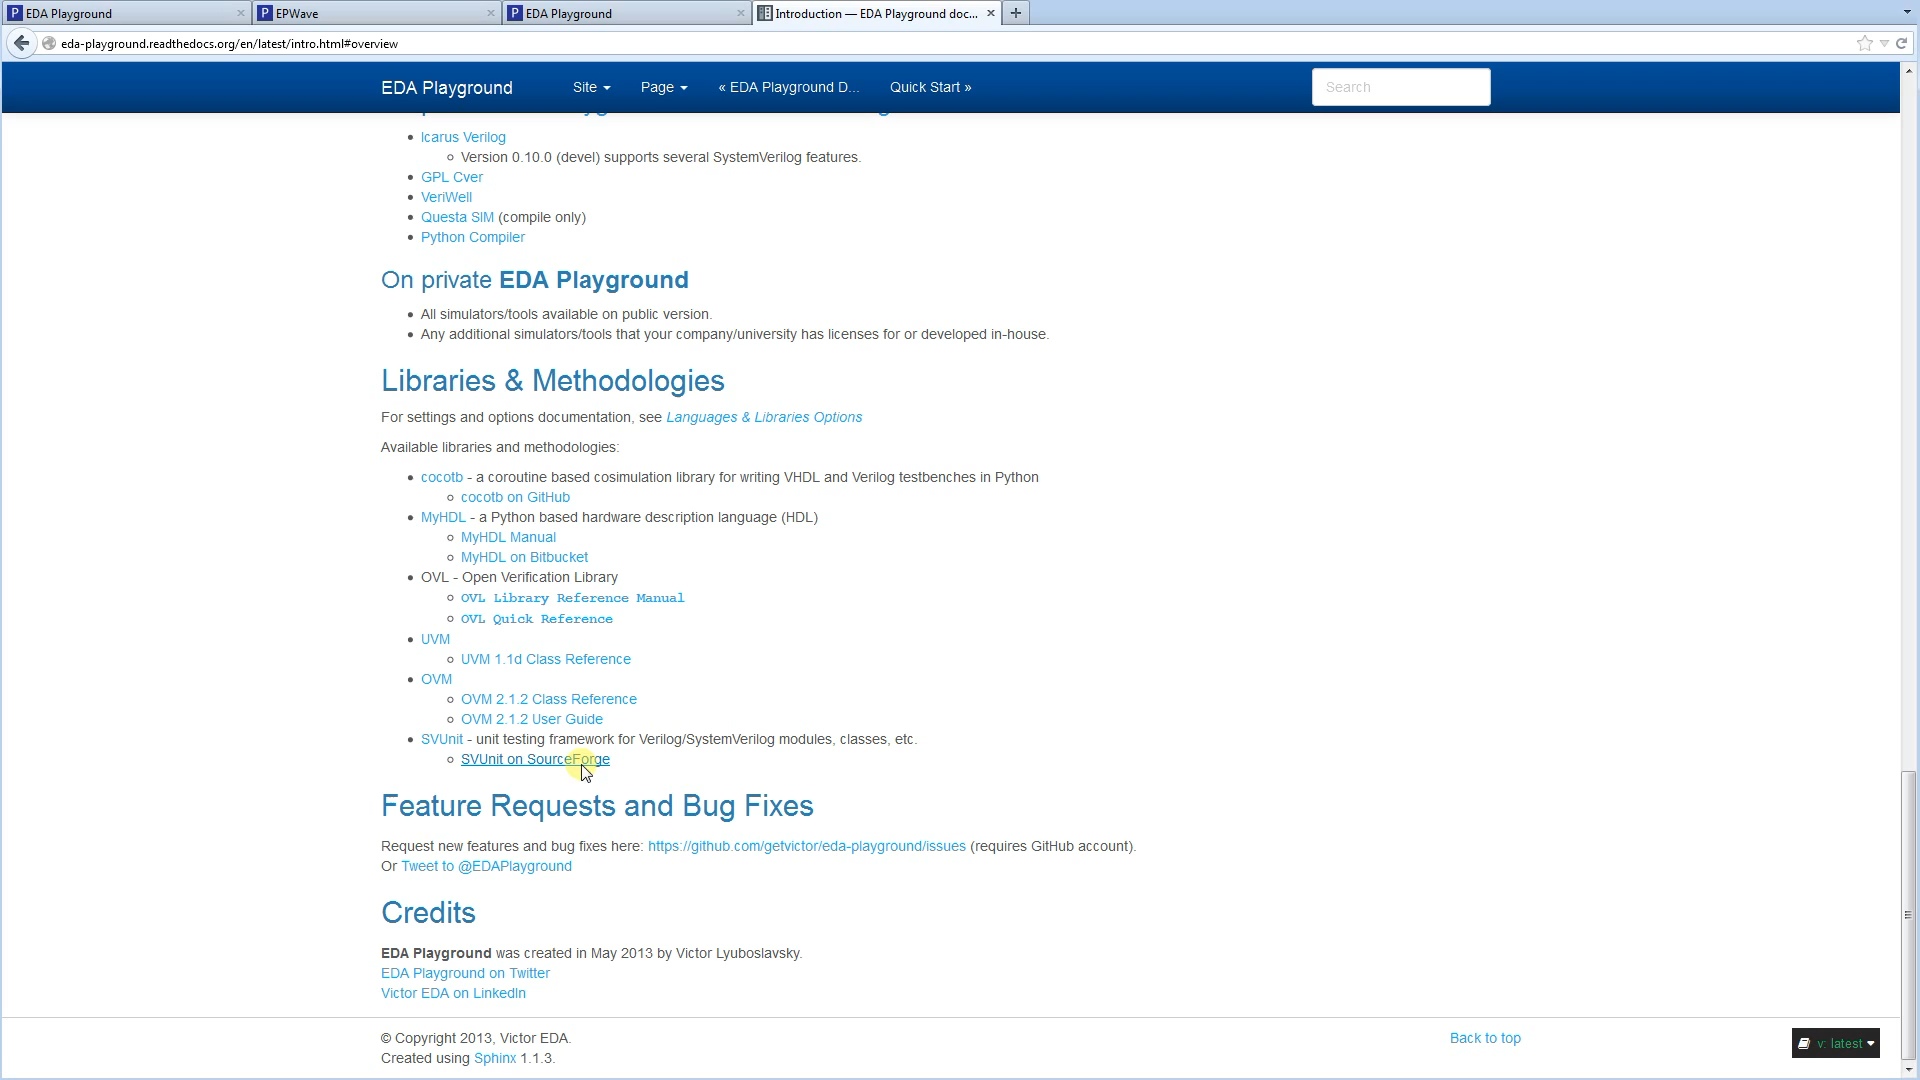 EDA Playground
EPWave
EDA Playground
Introduction — EDA Playground doc...
eda-playground.readthedocs.org/en/latest/intro.html#overview
EDA Playground
Site
Page
« EDA Playground D...
Quick Start »
Search
Icarus Verilog
Version 0.10.0 (devel) supports several SystemVerilog features.
GPL Cver
VeriWell
Questa SIM (compile only)
Python Compiler
On private EDA Playground
All simulators/tools available on public version.
Any additional simulators/tools that your company/university has licenses for or developed in-house.
Libraries & Methodologies
For settings and options documentation, see Languages & Libraries Options
Available libraries and methodologies:
cocotb - a coroutine based cosimulation library for writing VHDL and Verilog testbenches in Python
cocotb on GitHub
MyHDL - a Python based hardware description language (HDL)
MyHDL Manual
MyHDL on Bitbucket
OVL - Open Verification Library
OVL Library Reference Manual
OVL Quick Reference
UVM
UVM 1.1d Class Reference
OVM
OVM 2.1.2 Class Reference
OVM 2.1.2 User Guide
SVUnit - unit testing framework for Verilog/SystemVerilog modules, classes, etc.
SVUnit on SourceForge
Feature Requests and Bug Fixes
Request new features and bug fixes here: https://github.com/getvictor/eda-playground/issues (requires GitHub account).
Or Tweet to @EDAPlayground
Credits
EDA Playground was created in May 2013 by Victor Lyuboslavsky.
EDA Playground on Twitter
Victor EDA on LinkedIn
© Copyright 2013, Victor EDA.
Created using Sphinx 1.1.3.
Back to top
v: latest